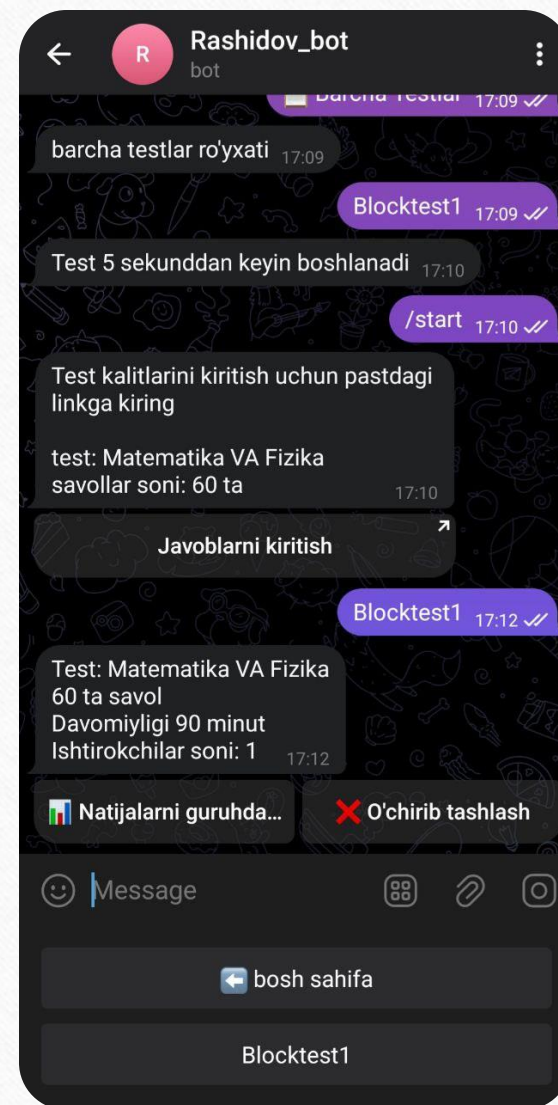 R
Rashidov_bot
bot
Barcha Testlar 17:09
barcha testlar ro'yxati 17:09
Blocktest1 17:09
Test 5 sekunddan keyin boshlanadi 17:10
/start 17:10
Test kalitlarini kiritish uchun pastdagi
linkga kiring
test: Matematika VA Fizika
savollar soni: 60 ta 17:10
Javoblarni kiritish
Blocktest1 17:12
Test: Matematika VA Fizika
60 ta savol
Davomiyligi 90 minut
Ishtirokchilar soni: 1 17:12
Natijalarni guruhda...
O'chirib tashlash
Message
bosh sahifa
Blocktest1